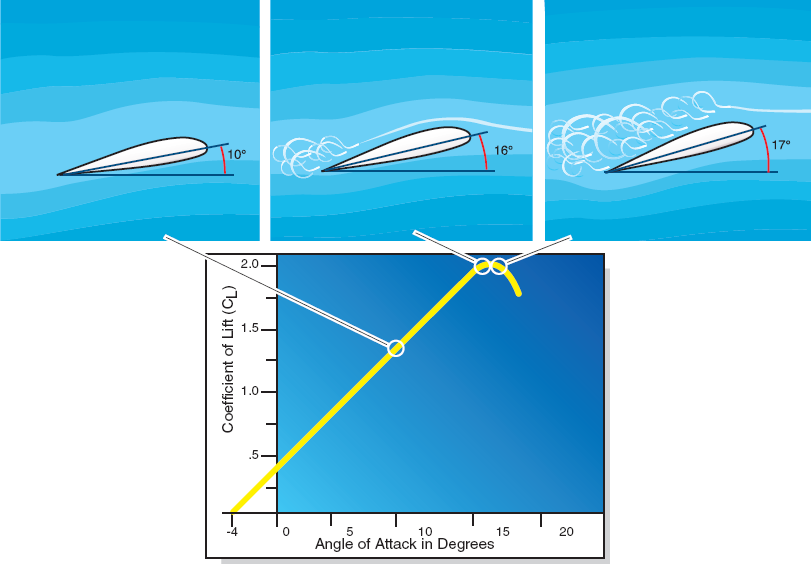 10°
16°
17°
2.0
1.5
1.0
.5
Coefficient of Lift (CL)
-4 0 5 10 15 20
Angle of Attack in Degrees